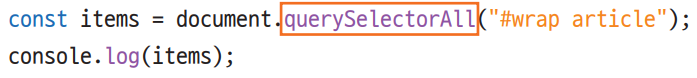 const items = document.querySelectorAll("#wrap article");
console.log(items);